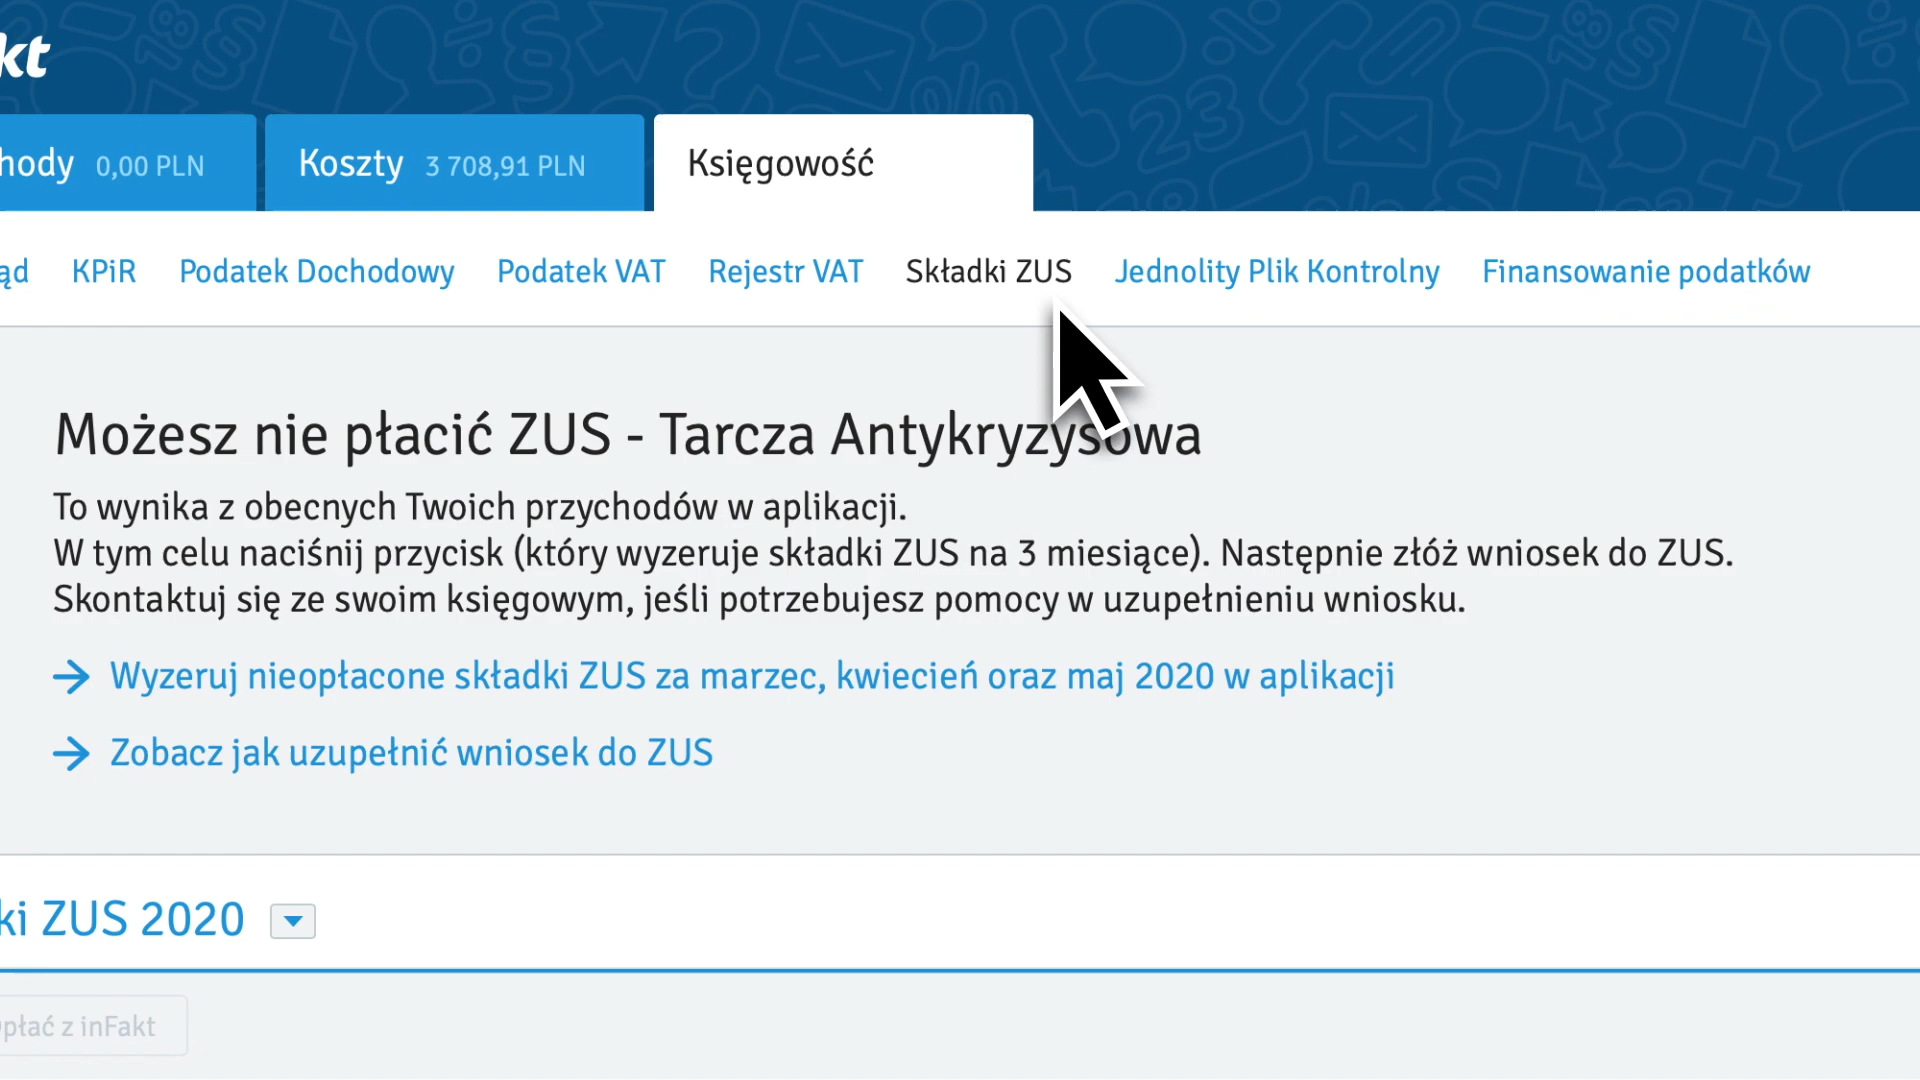 kt
hody 0,00 PLN Koszty 3 708,91 PLN Księgowość
ąd KPiR Podatek Dochodowy Podatek VAT Rejestr VAT Składki ZUS Jednolity Plik Kontrolny Finansowanie podatków
Możesz nie płacić ZUS - Tarcza Antykryzysowa
To wynika z obecnych Twoich przychodów w aplikacji.
W tym celu naciśnij przycisk (który wyzeruje składki ZUS na 3 miesiące). Następnie złóż wniosek do ZUS.
Skontaktuj się ze swoim księgowym, jeśli potrzebujesz pomocy w uzupełnieniu wniosku.
→ Wyzeruj nieopłacone składki ZUS za marzec, kwiecień oraz maj 2020 w aplikacji
→ Zobacz jak uzupełnić wniosek do ZUS
ki ZUS 2020
płać z inFakt